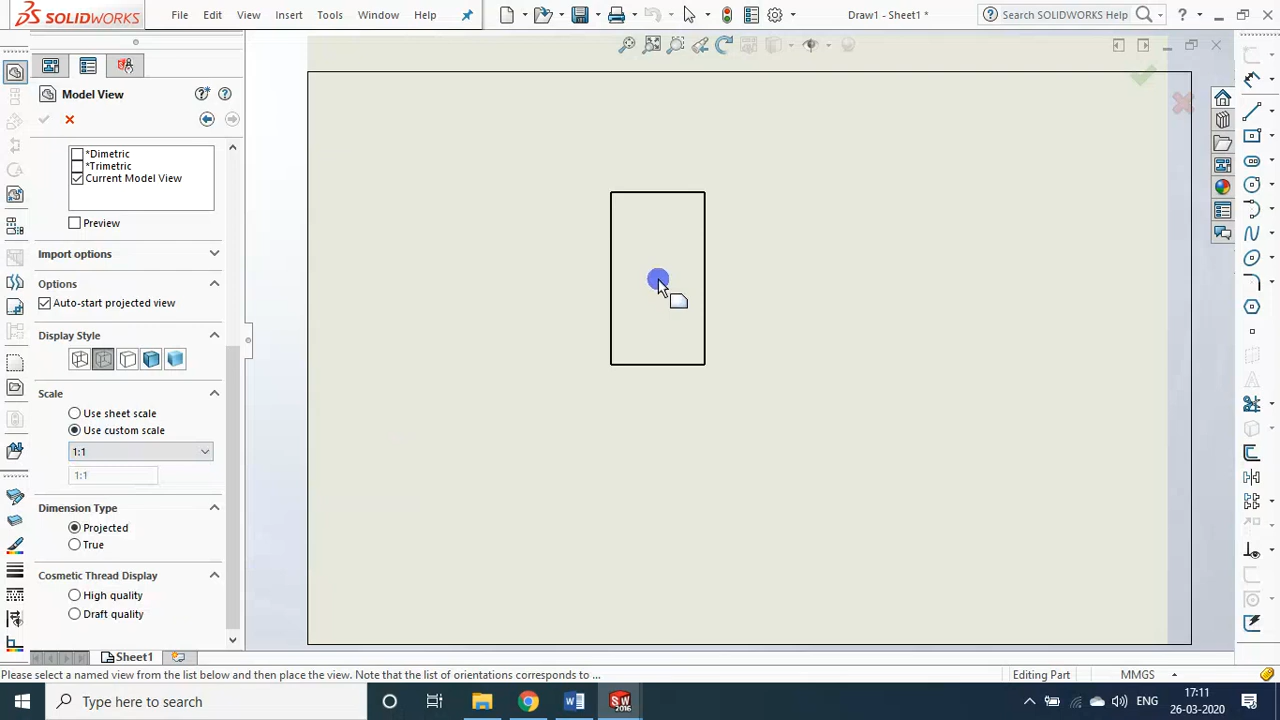 SOLIDWORKS
File Edit View Insert Tools Window Help
Draw1 - Sheet1 *
Search SOLIDWORKS Help
Model View
*Dimetric
*Trimetric
Current Model View
Preview
Import options
Options
Auto-start projected view
Display Style
Scale
Use sheet scale
Use custom scale
1:1
1:1
Dimension Type
Projected
True
Cosmetic Thread Display
High quality
Draft quality
Sheet1
Please select a named view from the list below and then place the view. Note that the list of orientations corresponds to ...
Editing Part
MMGS
Type here to search
ENG
17:11
26-03-2020